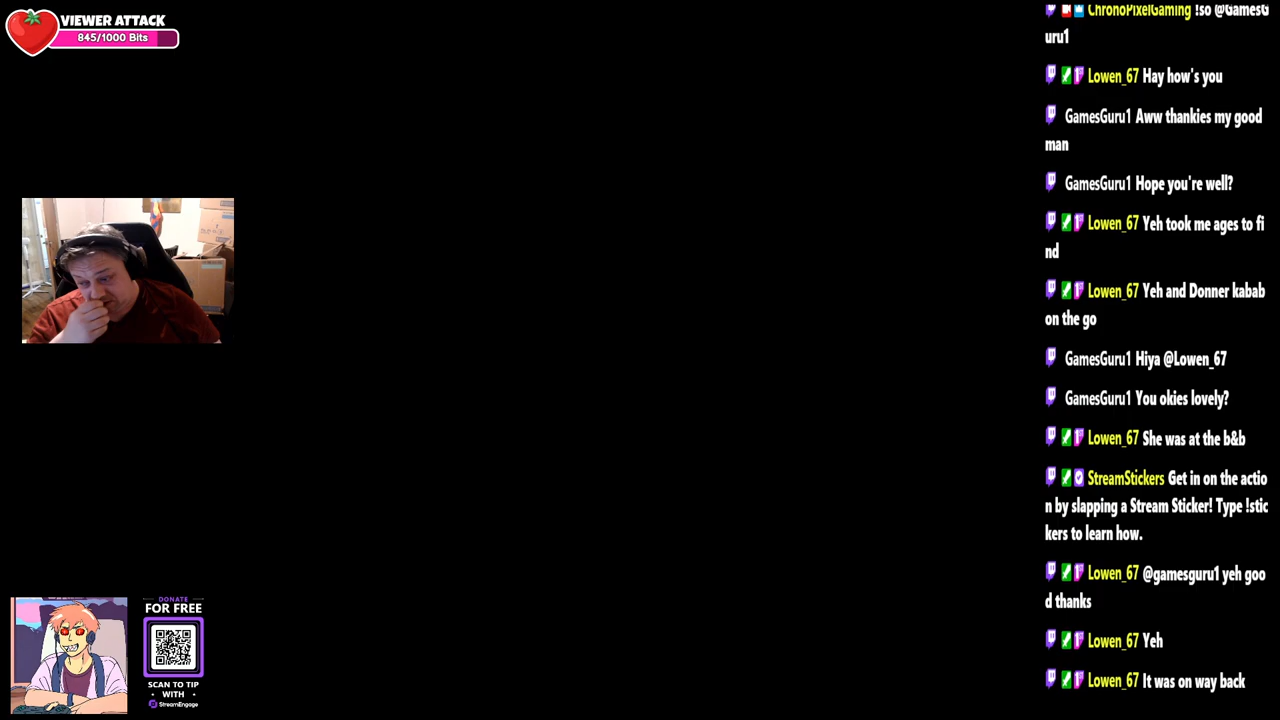 VIEWER ATTACK
845/1000 Bits
ChronoPixelGaming !so @GamesG
uru1
Lowen_67 Hay how's you
GamesGuru1 Aww thankies my good
man
GamesGuru1 Hope you're well?
Lowen_67 Yeh took me ages to fi
nd
Lowen_67 Yeh and Donner kabab
on the go
GamesGuru1 Hiya @Lowen_67
GamesGuru1 You okies lovely?
Lowen_67 She was at the b&b
StreamStickers Get in on the actio
n by slapping a Stream Sticker! Type !stic
kers to learn how.
Lowen_67 @gamesguru1 yeh goo
d thanks
Lowen_67 Yeh
Lowen_67 It was on way back
DONATE
FOR FREE
SCAN TO TIP
• WITH •
StreamEngage